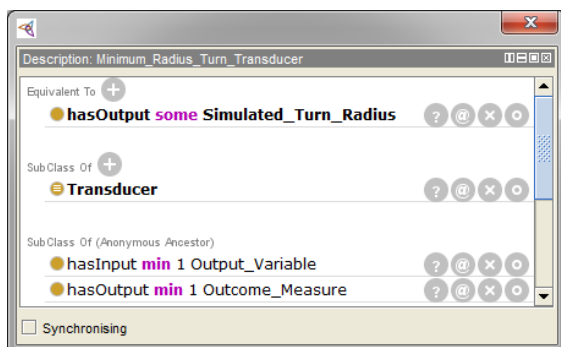 Description: Minimum_Radius_Turn_Transducer
Equivalent To
hasOutput some Simulated_Turn_Radius
SubClass Of
Transducer
SubClass Of (Anonymous Ancestor)
hasInput min 1 Output_Variable
hasOutput min 1 Outcome_Measure
Synchronising